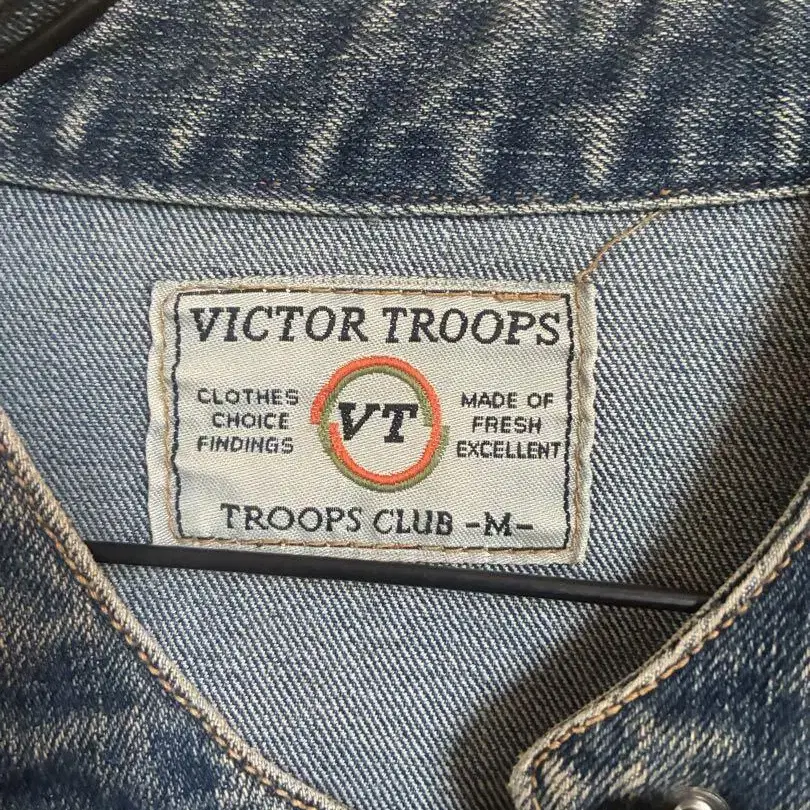 VICTOR TROOPS
CLOTHES
CHOICE
FINDINGS
VT
MADE OF
FRESH
EXCELLENT
TROOPS CLUB -M-